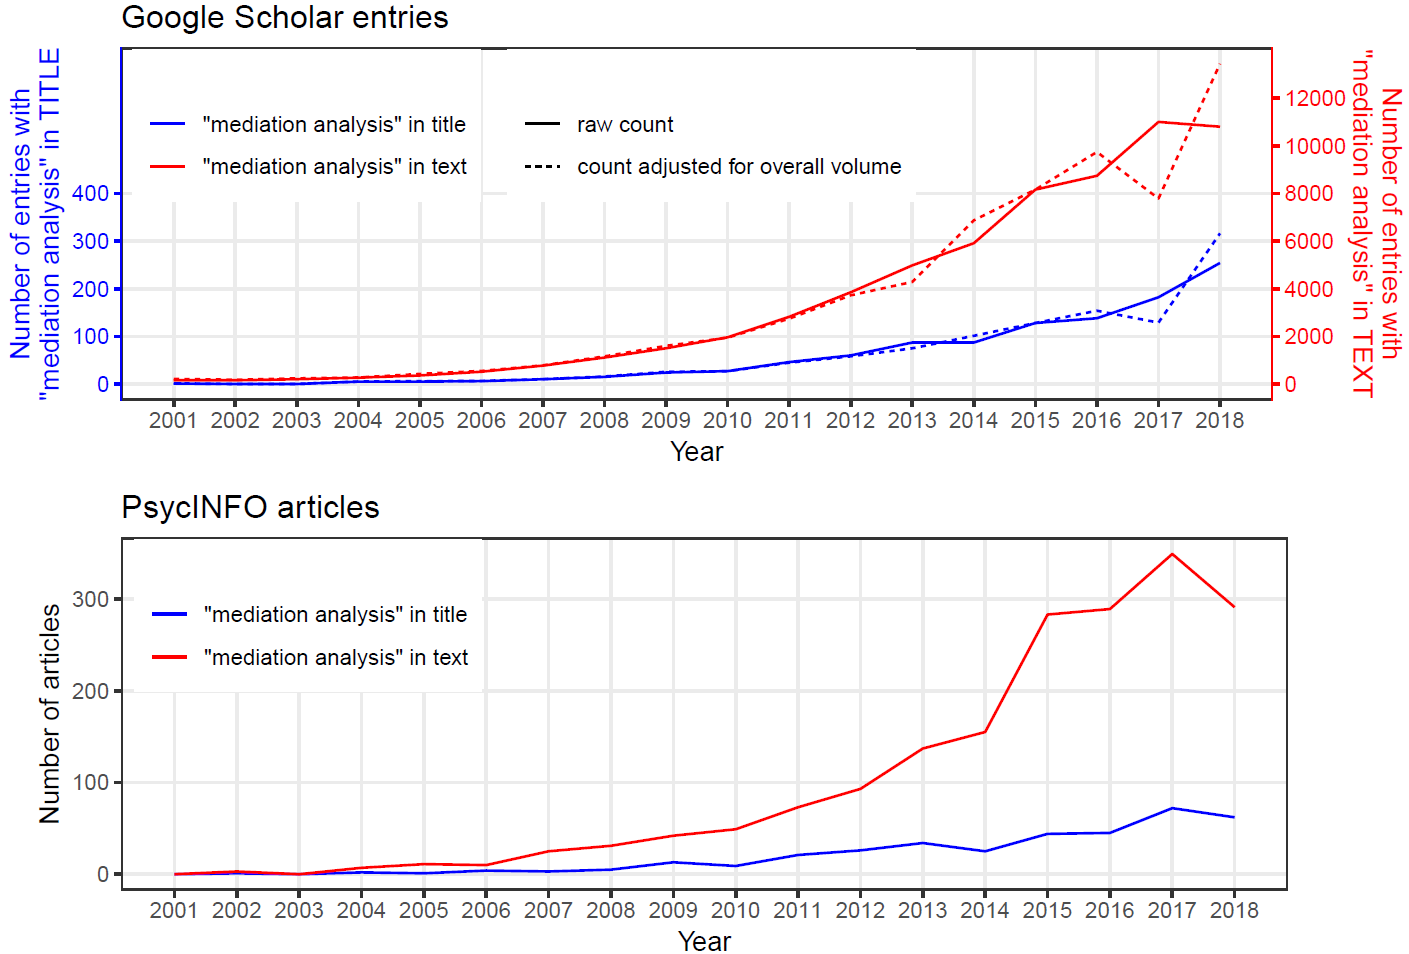 Google Scholar entries
Number of entries with
"mediation analysis" in TITLE
"mediation analysis" in title
"mediation analysis" in text
raw count
count adjusted for overall volume
400
300
200
100
0
12000
10000
8000
6000
4000
2000
0
Number of entries with
"mediation analysis" in TEXT
2001 2002 2003 2004 2005 2006 2007 2008 2009 2010 2011 2012 2013 2014 2015 2016 2017 2018
Year
PsycINFO articles
Number of articles
"mediation analysis" in title
"mediation analysis" in text
300
200
100
0
2001 2002 2003 2004 2005 2006 2007 2008 2009 2010 2011 2012 2013 2014 2015 2016 2017 2018
Year